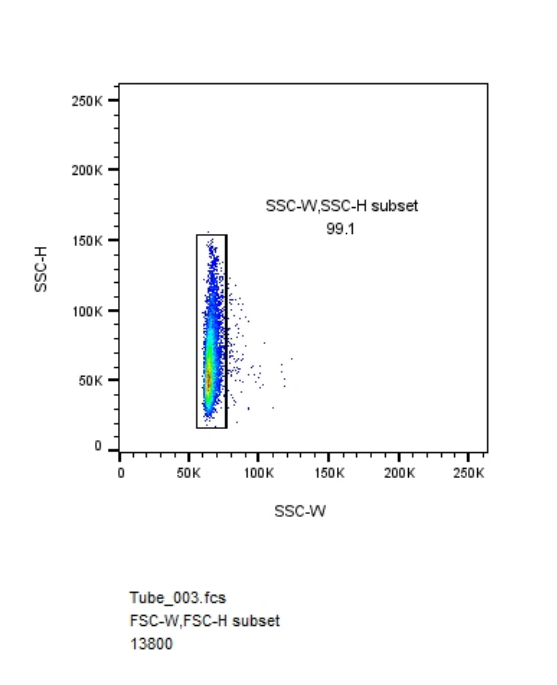 250K
200K
SSC-W,SSC-H subset
99.1
150K
SSC-H
100K
50K
0
0 50K 100K 150K 200K 250K
SSC-W
Tube_003.fcs
FSC-W,FSC-H subset
13800